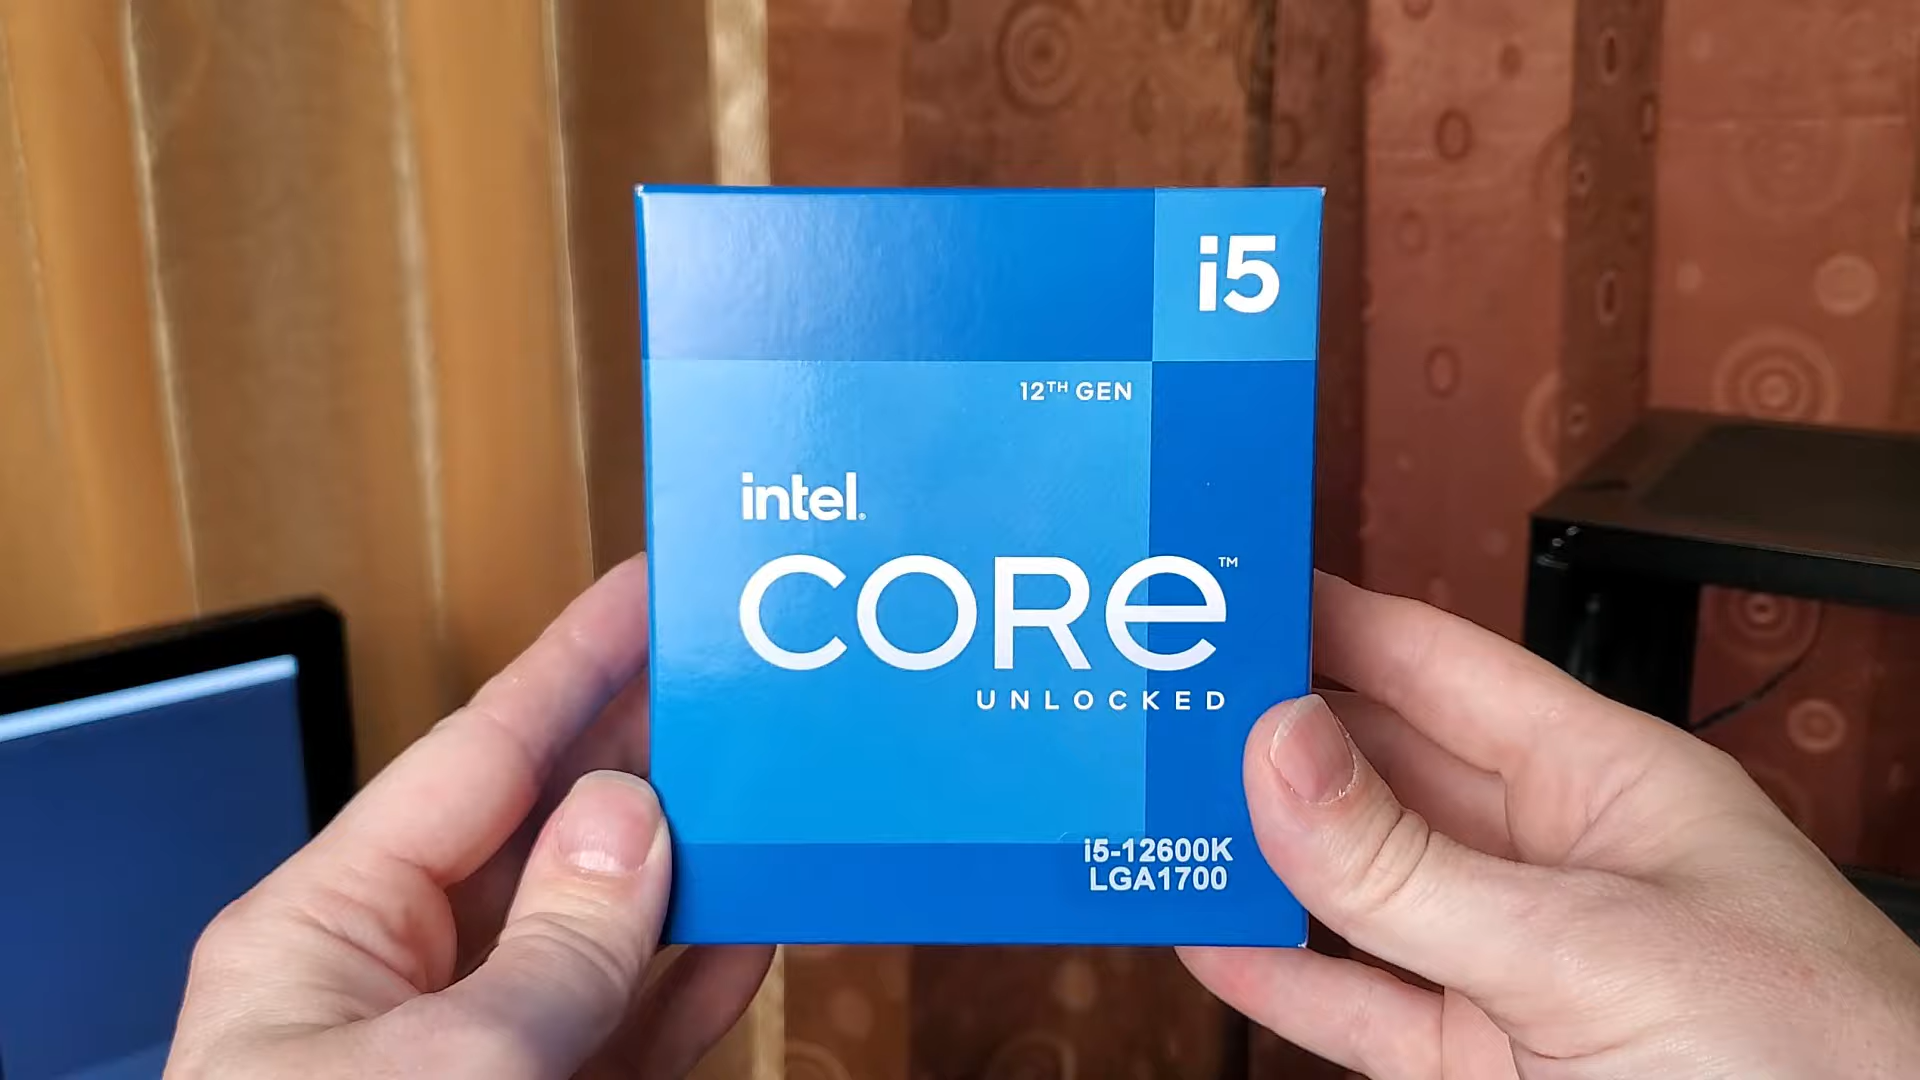 i5
12TH GEN
intel.
CORE™
UNLOCKED
i5-12600K
LGA1700